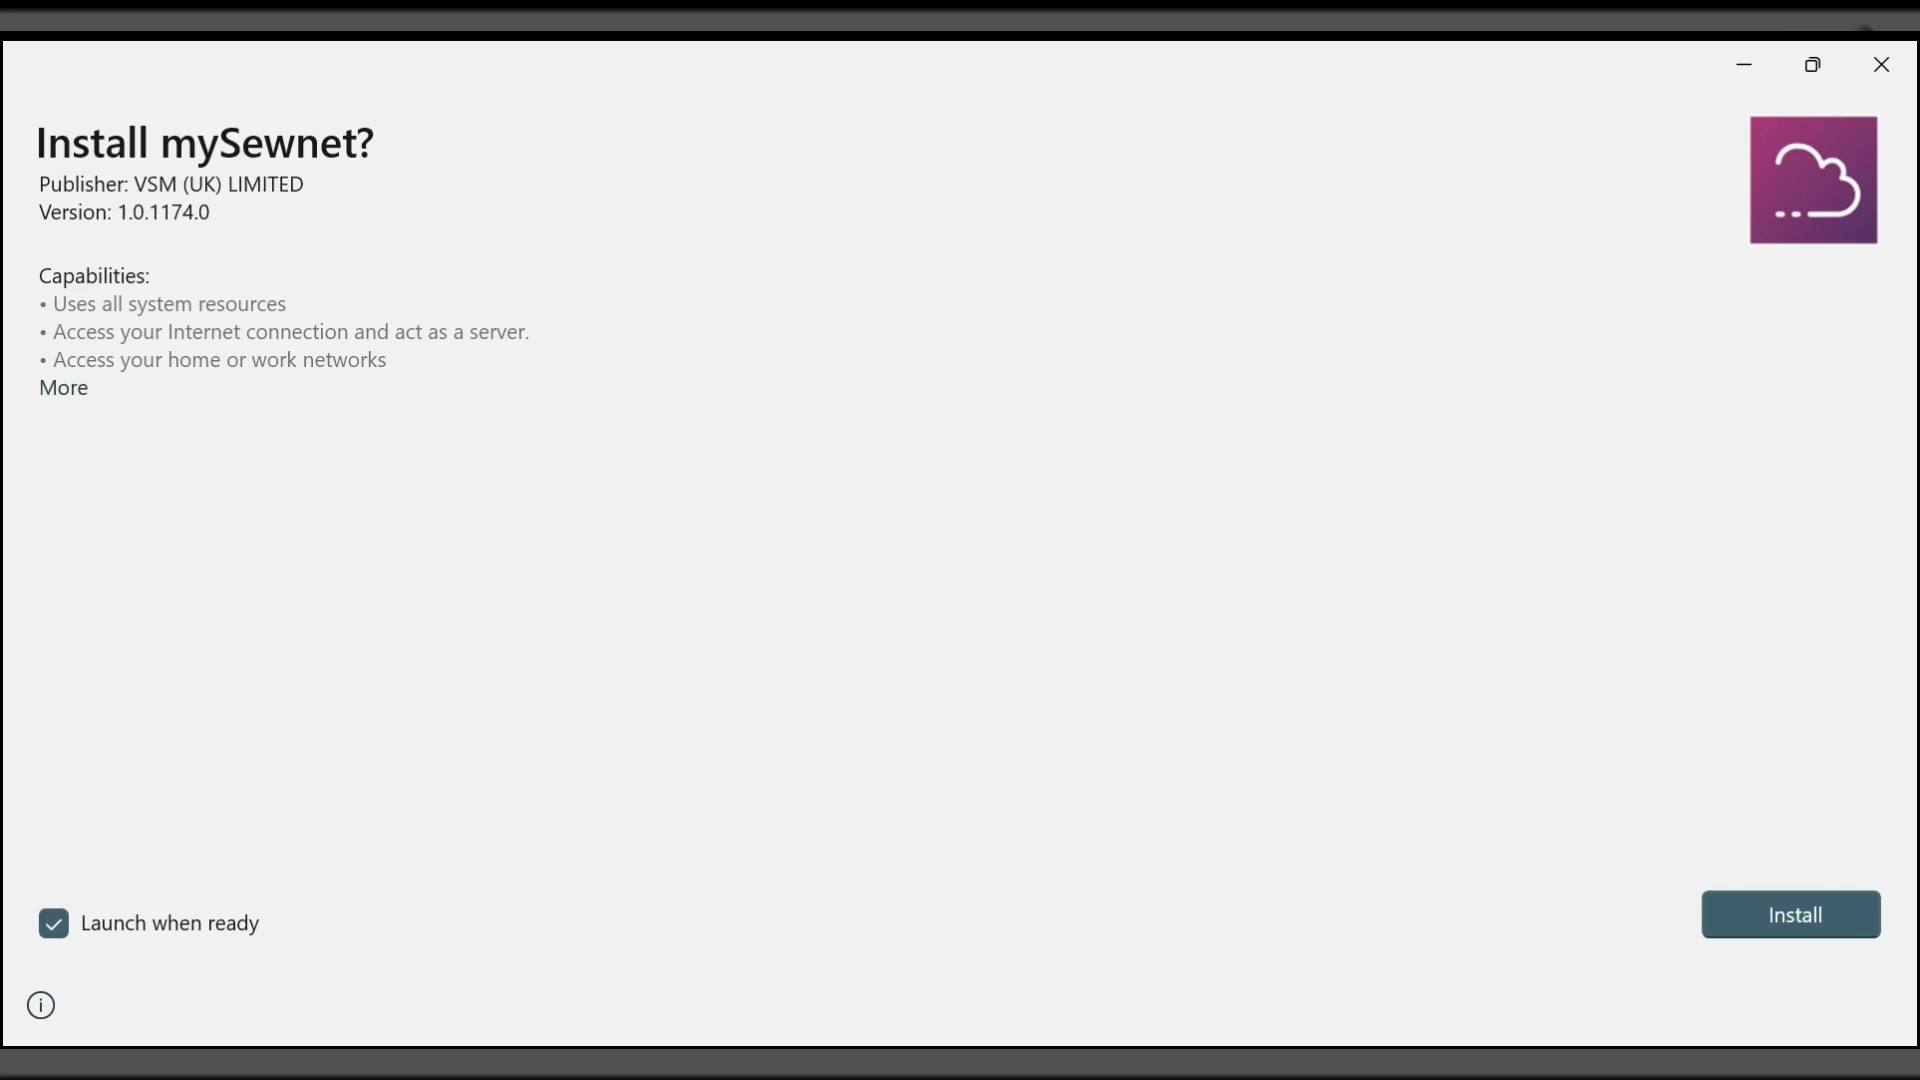 Install mySewnet?
Publisher: VSM (UK) LIMITED
Version: 1.0.1174.0
Capabilities:
• Uses all system resources
• Access your Internet connection and act as a server.
• Access your home or work networks
More
Launch when ready
Install